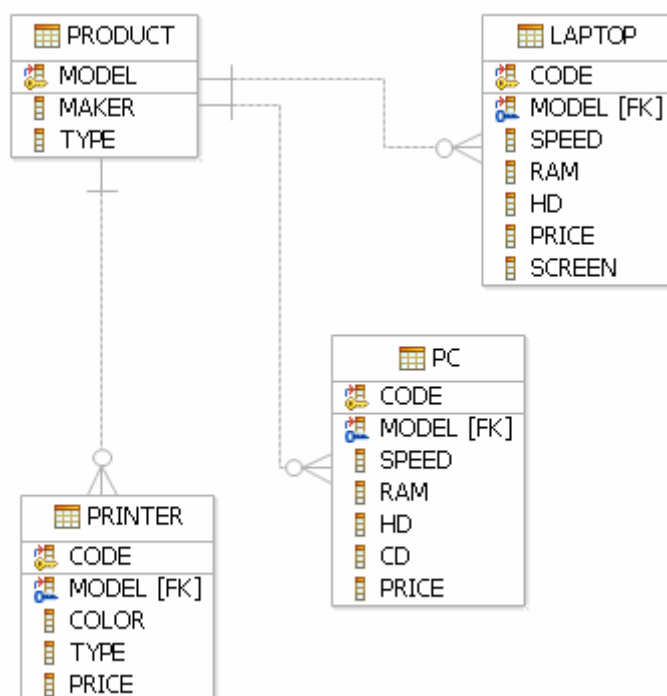 PRODUCT
MODEL
MAKER
TYPE
LAPTOP
CODE
MODEL [FK]
SPEED
RAM
HD
PRICE
SCREEN
PC
CODE
MODEL [FK]
SPEED
RAM
HD
CD
PRICE
PRINTER
CODE
MODEL [FK]
COLOR
TYPE
PRICE